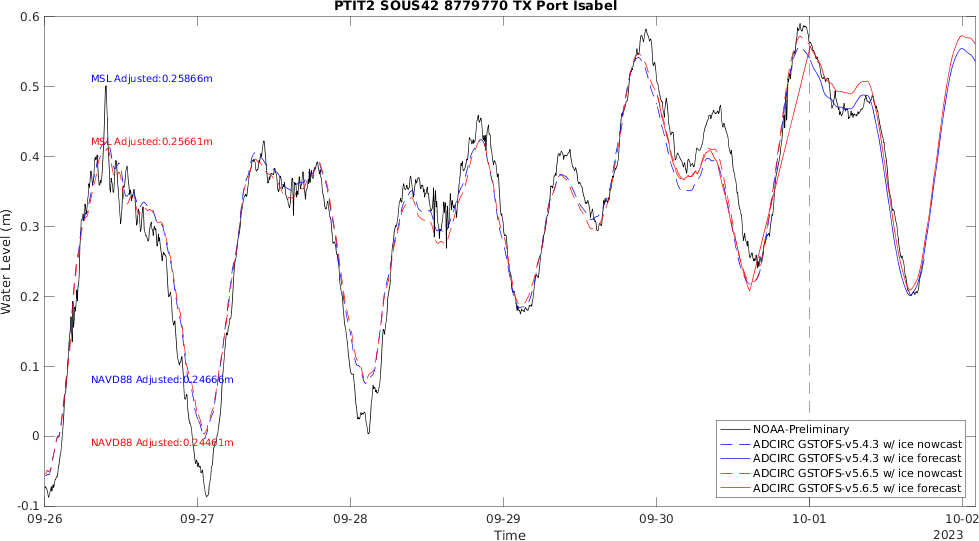 PTIT2 SOUS42 8779770 TX Port Isabel
0.6
0.5
0.4
0.3
0.2
0.1
0
-0.1
Water Level (m)
MSL Adjusted:0.25866m
MSL Adjusted:0.25661m
NAVD88 Adjusted:0.24666m
NAVD88 Adjusted:0.24461m
NOAA-Preliminary
ADCIRC GSTOFS-v5.4.3 w/ ice nowcast
ADCIRC GSTOFS-v5.4.3 w/ ice forecast
ADCIRC GSTOFS-v5.6.5 w/ ice nowcast
ADCIRC GSTOFS-v5.6.5 w/ ice forecast
09-26 09-27 09-28 09-29 09-30 10-01 10-02
Time 2023